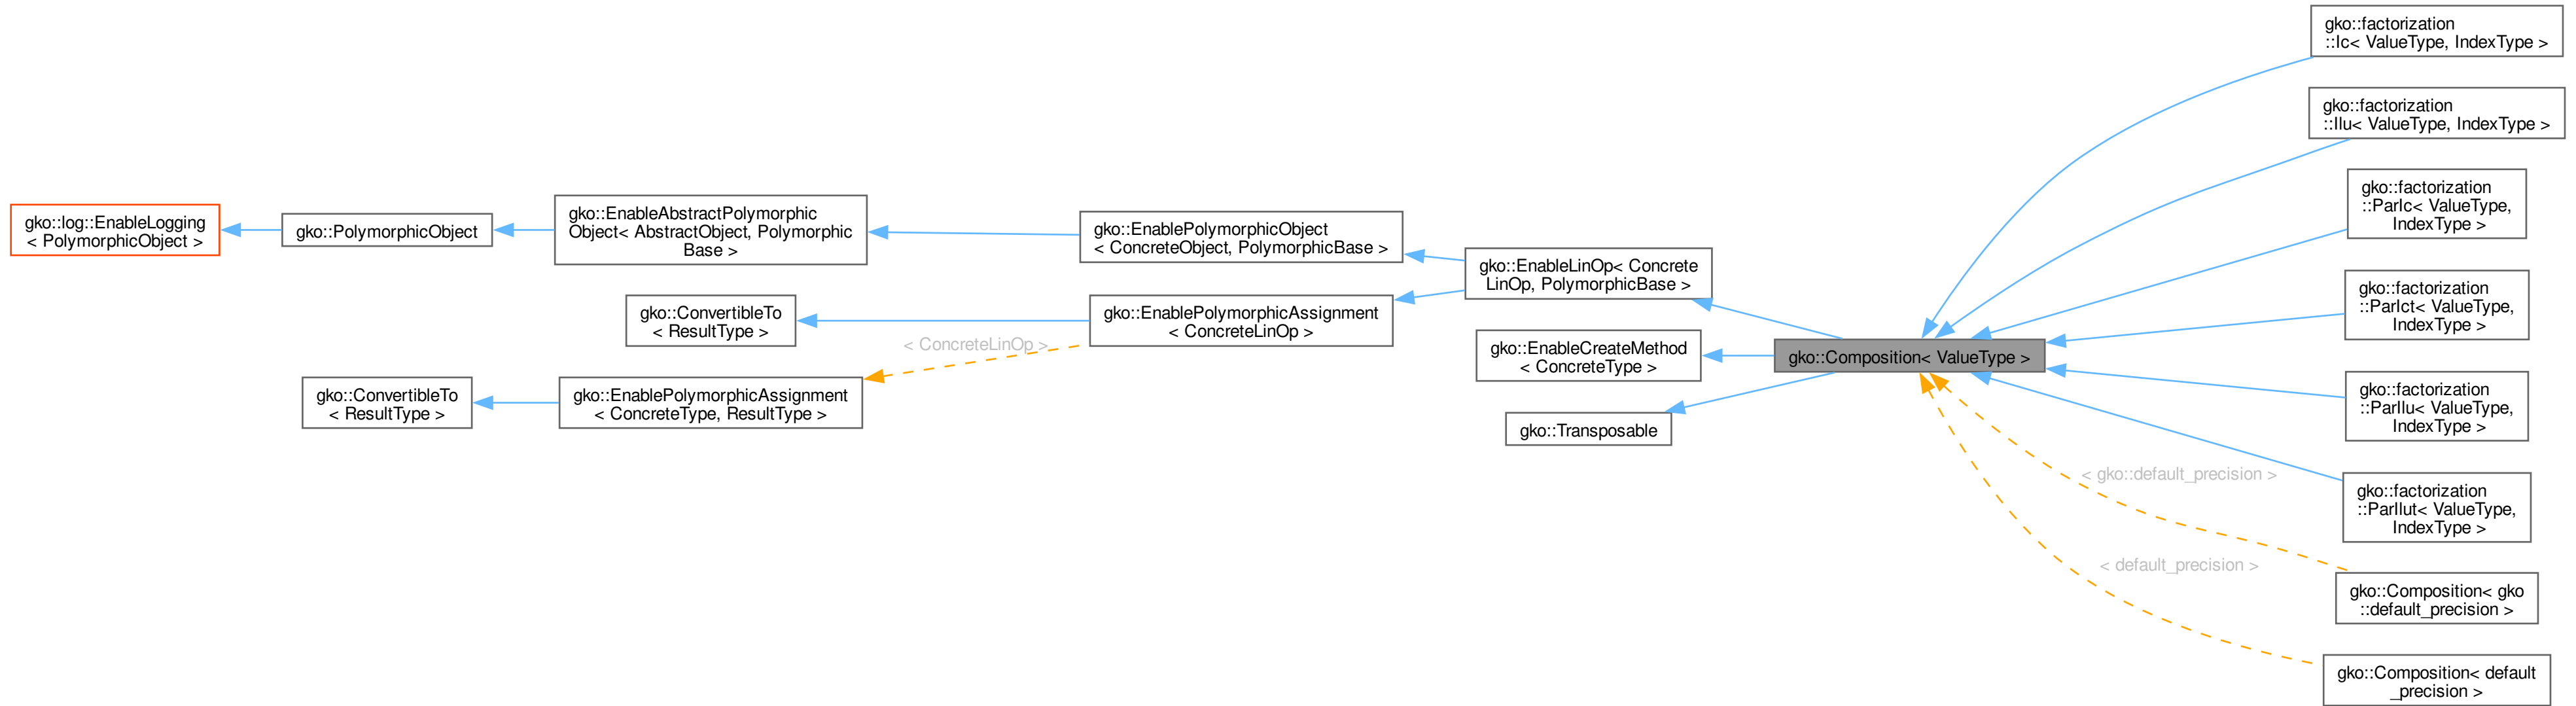 gko::log::EnableLogging
< PolymorphicObject >
gko::PolymorphicObject
gko::EnableAbstractPolymorphic
Object< AbstractObject, Polymorphic
Base >
gko::EnablePolymorphicObject
< ConcreteObject, PolymorphicBase >
gko::ConvertibleTo
< ResultType >
gko::EnablePolymorphicAssignment
< ConcreteLinOp >
< ConcreteLinOp >
gko::ConvertibleTo
< ResultType >
gko::EnablePolymorphicAssignment
< ConcreteType, ResultType >
gko::EnableLinOp< Concrete
LinOp, PolymorphicBase >
gko::EnableCreateMethod
< ConcreteType >
gko::Transposable
gko::Composition< ValueType >
gko::factorization
::Ic< ValueType, IndexType >
gko::factorization
::Ilu< ValueType, IndexType >
gko::factorization
::ParIc< ValueType,
IndexType >
gko::factorization
::ParIct< ValueType,
IndexType >
gko::factorization
::ParIlu< ValueType,
IndexType >
gko::factorization
::ParIlut< ValueType,
IndexType >
< gko::default_precision >
gko::Composition< gko
::default_precision >
< default_precision >
gko::Composition< default
_precision >